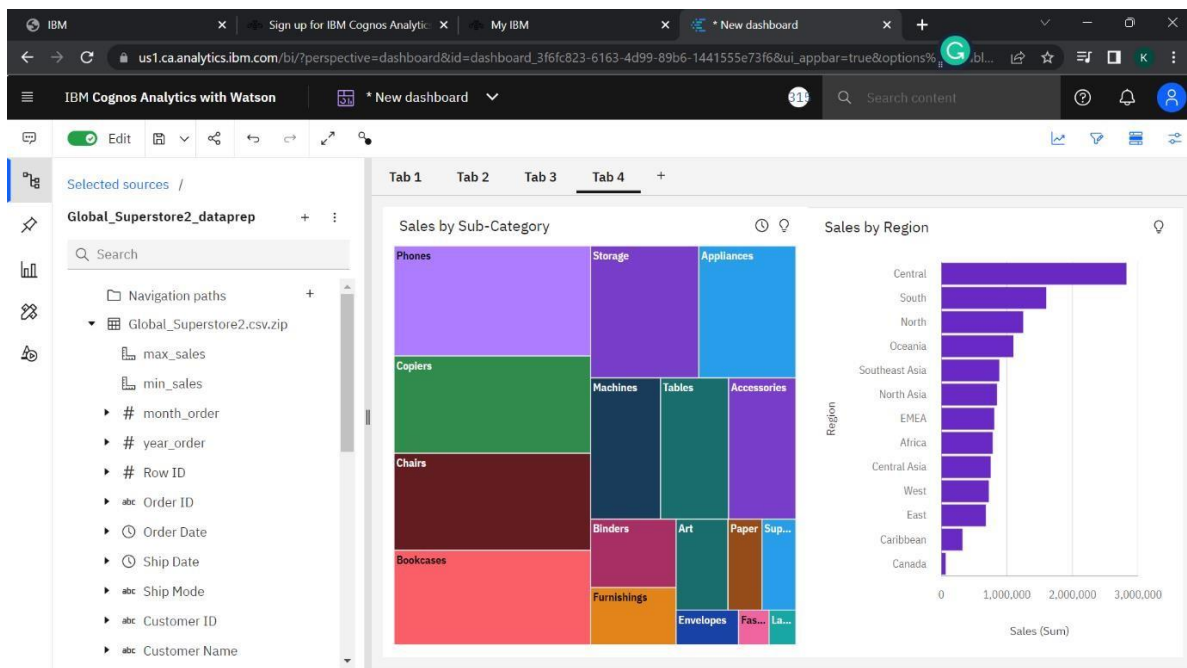 IBM
Sign up for IBM Cognos Analytic
My IBM
* New dashboard
us1.ca.analytics.ibm.com/bi/?perspective=dashboard&id=dashboard_3f6fc823-6163-4d99-89b6-1441555e73f6&ui_appbar=true&options%
.bl...
K
IBM Cognos Analytics with Watson
* New dashboard
315
Search content
Edit
Selected sources /
Tab 1 Tab 2 Tab 3 Tab 4 +
Global_Superstore2_dataprep
Search
Navigation paths
Global_Superstore2.csv.zip
max_sales
min_sales
# month_order
# year_order
# Row ID
abc Order ID
Order Date
Ship Date
abc Ship Mode
abc Customer ID
abc Customer Name
Sales by Sub-Category
Phones
Storage
Appliances
Copiers
Machines
Tables
Accessories
Chairs
Binders
Art
Paper
Sup...
Bookcases
Furnishings
Envelopes
Fas...
La...
Sales by Region
Region
Central
South
North
Oceania
Southeast Asia
North Asia
EMEA
Africa
Central Asia
West
East
Caribbean
Canada
0 1,000,000 2,000,000 3,000,000
Sales (Sum)